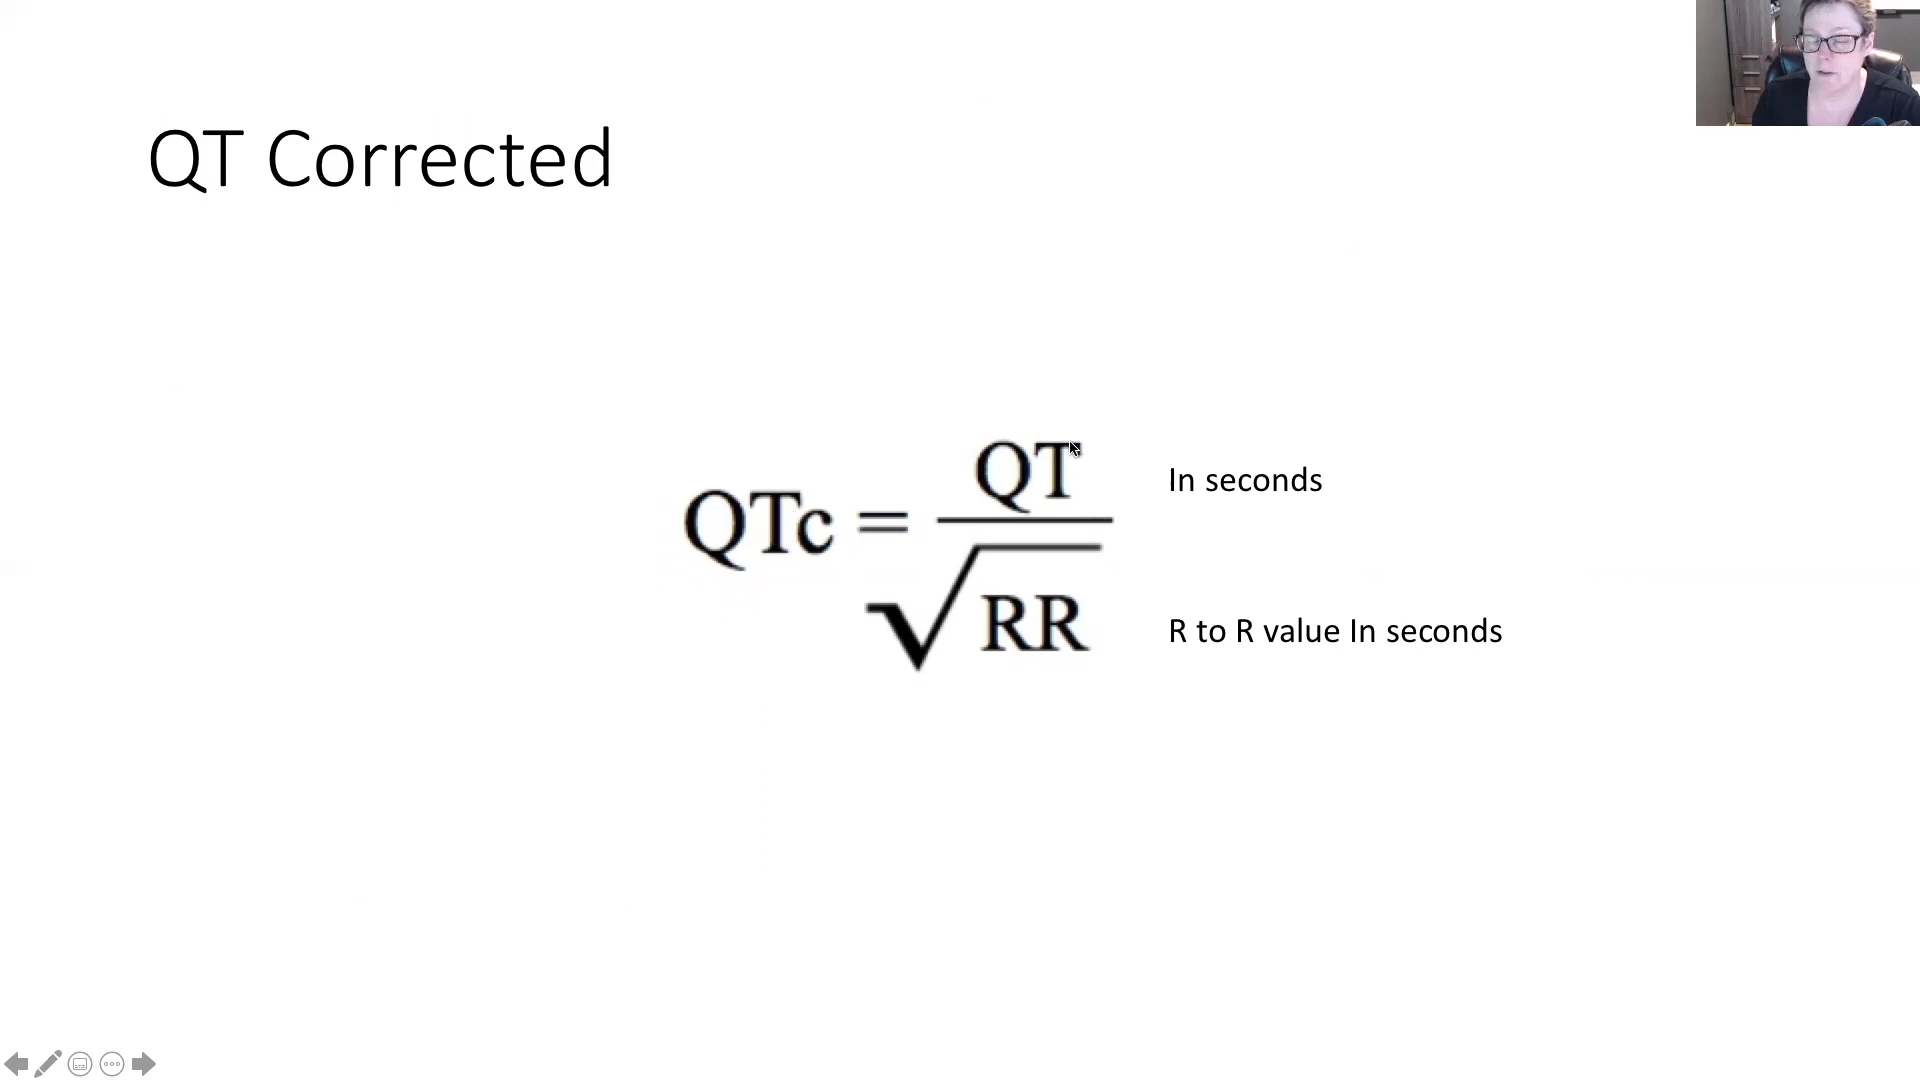 QT Corrected
QTc = QT / √RR
In seconds
R to R value In seconds